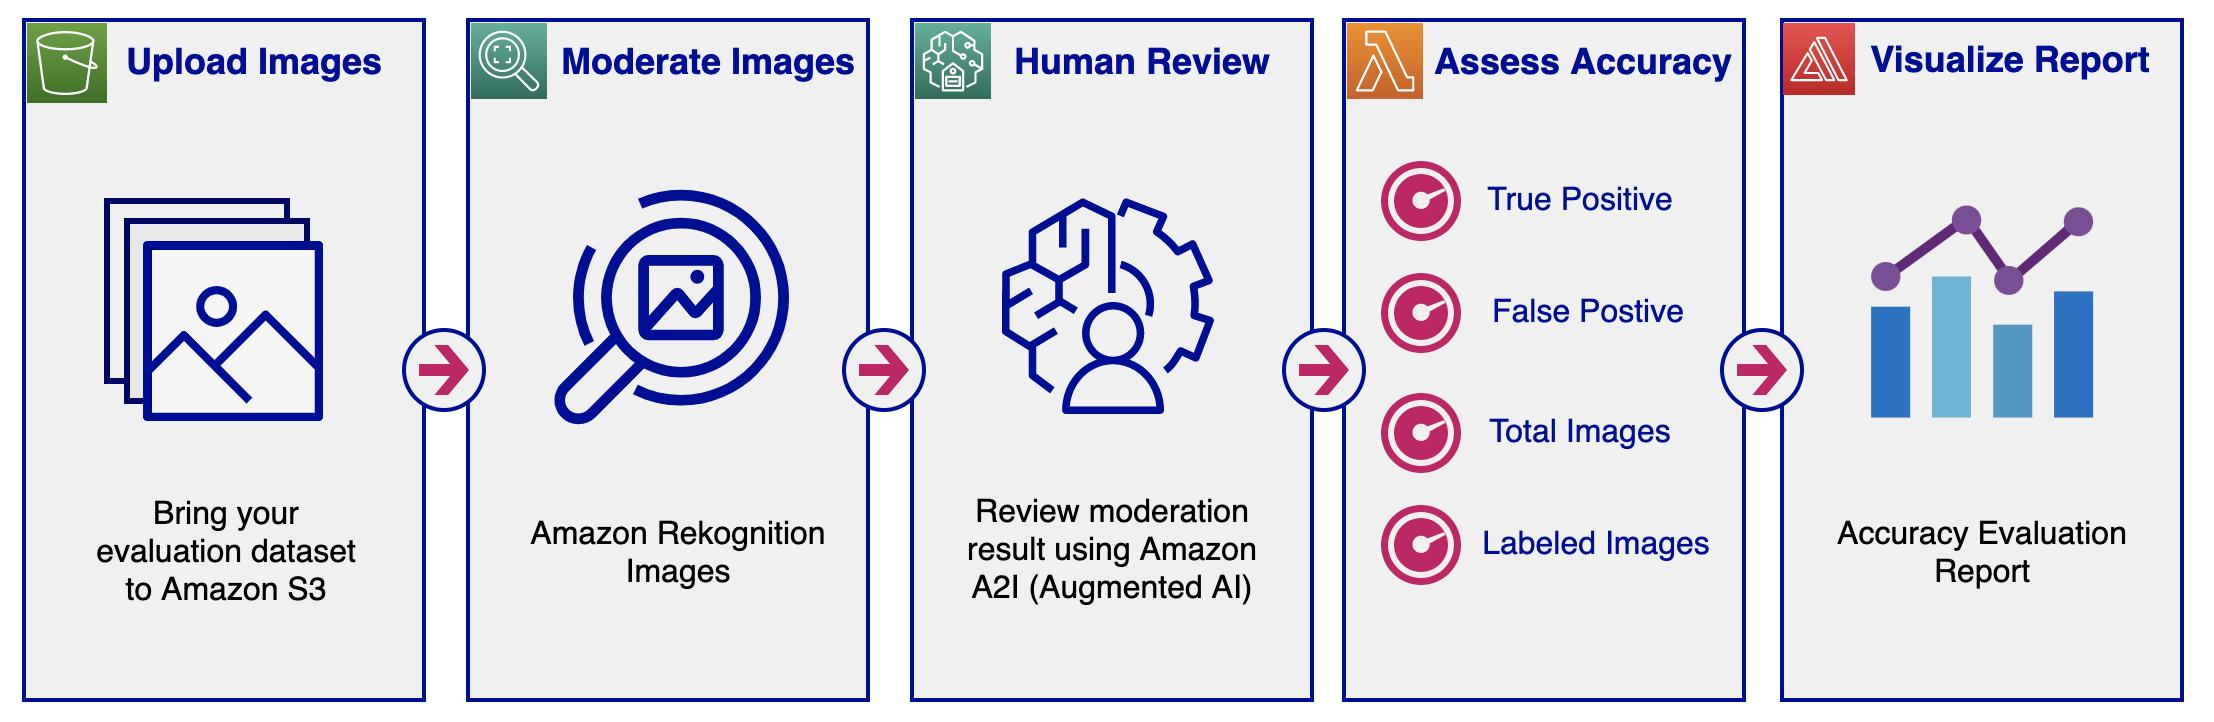 Upload Images
Bring your
evaluation dataset
to Amazon S3
Moderate Images
Amazon Rekognition
Images
Human Review
Review moderation
result using Amazon
A2I (Augmented AI)
Assess Accuracy
True Positive
False Postive
Total Images
Labeled Images
Visualize Report
Accuracy Evaluation
Report